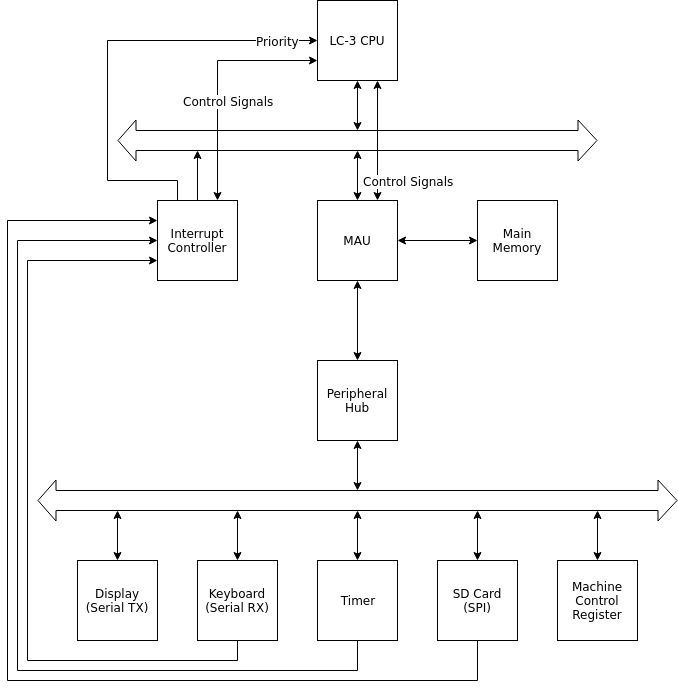 LC-3 CPU
Priority
Control Signals
Control Signals
Interrupt
Controller
MAU
Main
Memory
Peripheral
Hub
Display
(Serial TX)
Keyboard
(Serial RX)
Timer
SD Card
(SPI)
Machine
Control
Register